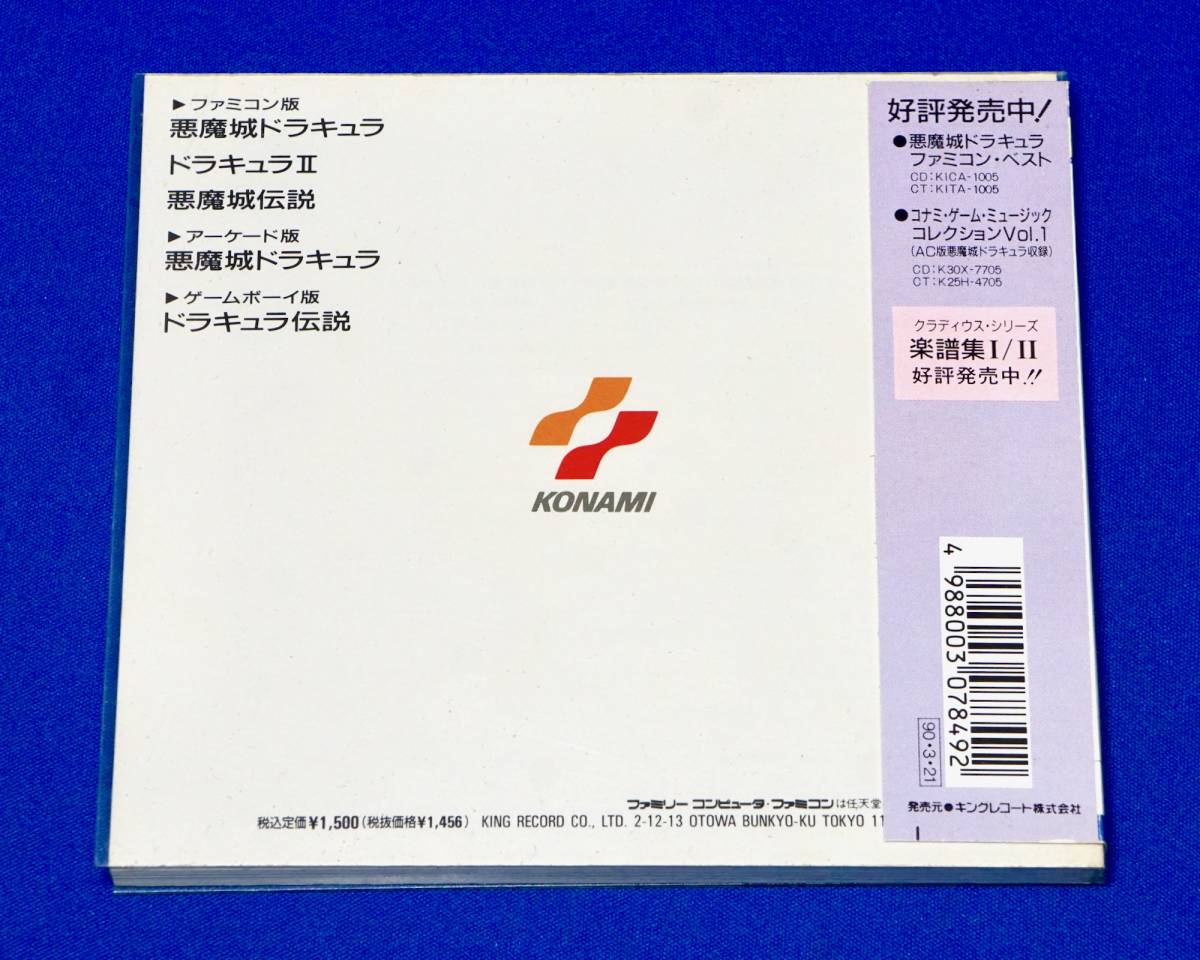 ▶ファミコン版
悪魔城ドラキュラ
ドラキュラⅡ
悪魔城伝説
▶アーケード版
悪魔城ドラキュラ
▶ゲームボーイ版
ドラキュラ伝説
KONAMI
ファミリー コンピュータ・ファミコンは任天堂
税込定価¥1,500(税抜価格¥1,456) KING RECORD CO., LTD. 2-12-13 OTOWA BUNKYO-KU TOKYO 11
好評発売中!
●悪魔城ドラキュラ
ファミコン・ベスト
CD:KICA-1005
CT:KITA-1005
●コナミ・ゲーム・ミュージック
コレクションVol.1
(AC版悪魔城ドラキュラ収録)
CD:K30X-7705
CT:K25H-4705
クラディウス・シリーズ
楽譜集Ⅰ/Ⅱ
好評発売中!!
4 988003 078492
90・3・21
発売元●キングレコード株式会社